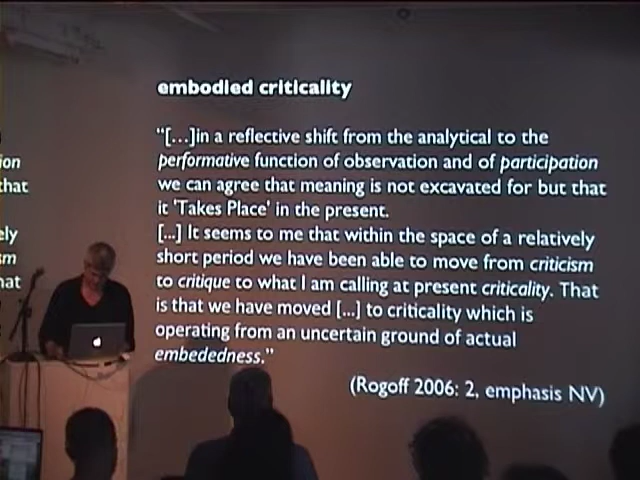 embodied criticality
"[...]in a reflective shift from the analytical to the
performative function of observation and of participation
we can agree that meaning is not excavated for but that
it 'Takes Place' in the present.
[...] It seems to me that within the space of a relatively
short period we have been able to move from criticism
to critique to what I am calling at present criticality. That
is that we have moved [...] to criticality which is
operating from an uncertain ground of actual
embededness."
(Rogoff 2006: 2, emphasis NV)
ion
that
ely
sm
hat